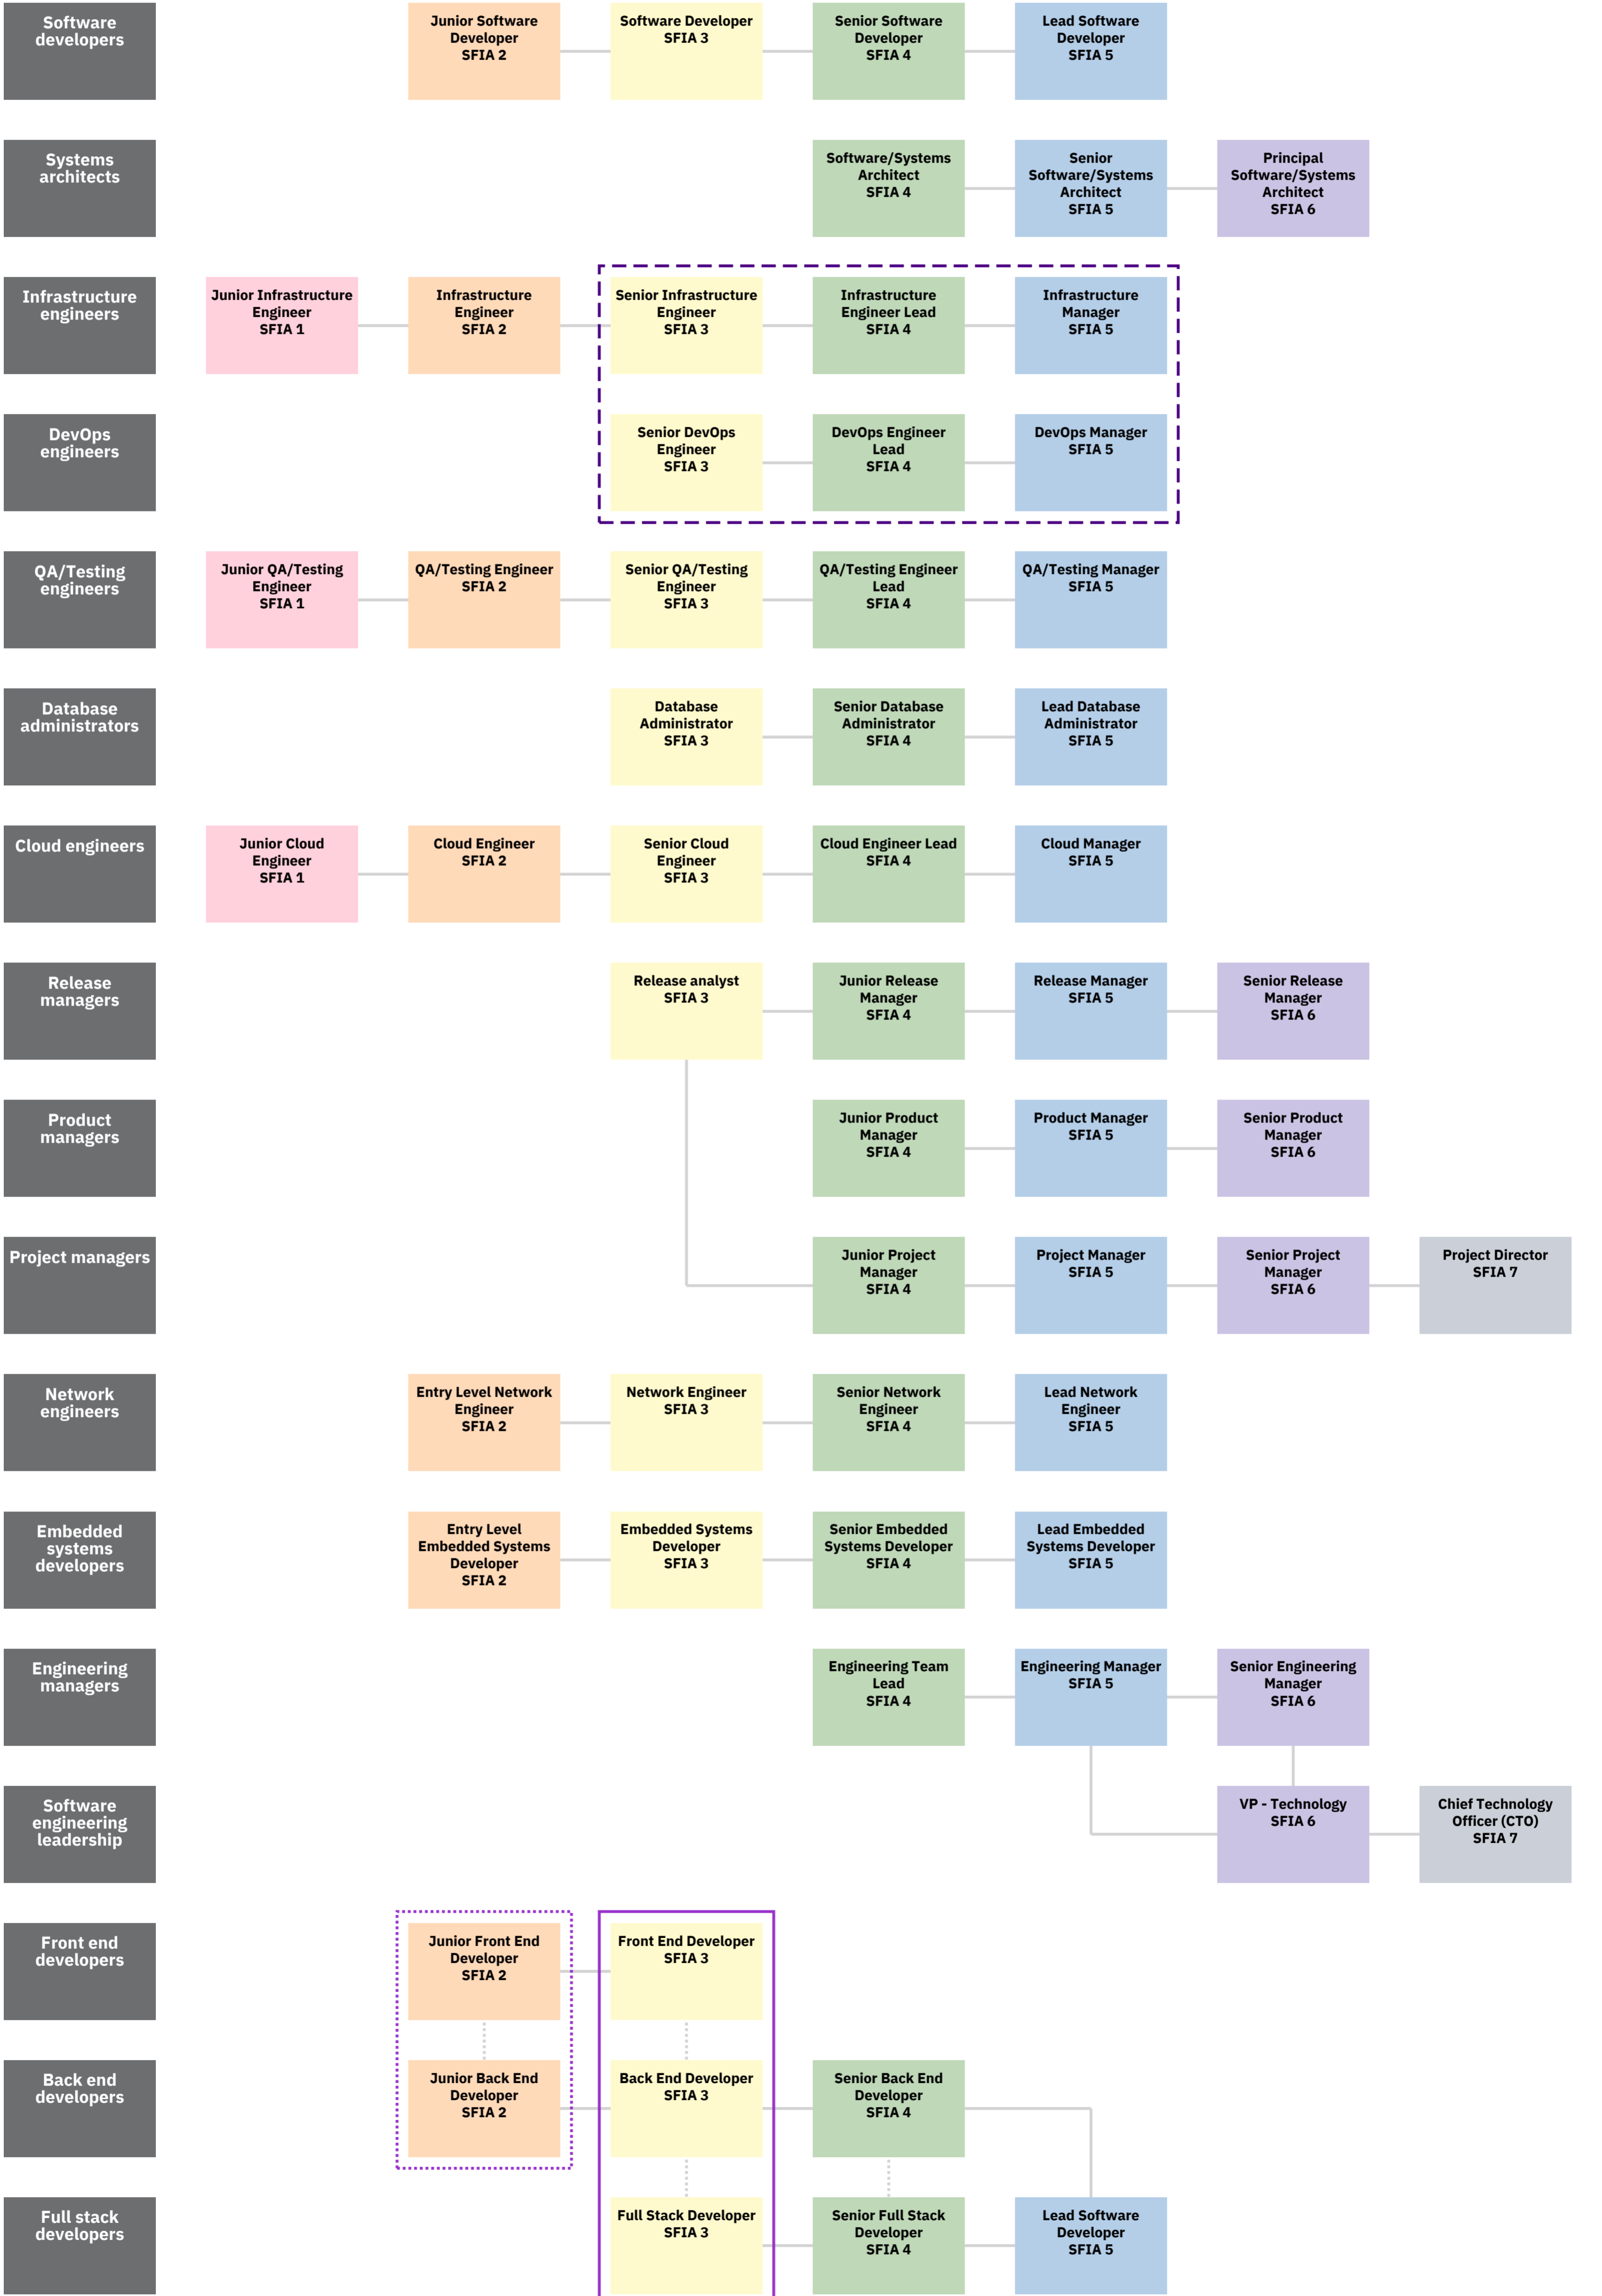 Software
developers
Junior Software
Developer
SFIA 2
Software Developer
SFIA 3
Senior Software
Developer
SFIA 4
Lead Software
Developer
SFIA 5
Systems
architects
Software/Systems
Architect
SFIA 4
Senior
Software/Systems
Architect
SFIA 5
Principal
Software/Systems
Architect
SFIA 6
Infrastructure
engineers
Junior Infrastructure
Engineer
SFIA 1
Infrastructure
Engineer
SFIA 2
Senior Infrastructure
Engineer
SFIA 3
Infrastructure
Engineer Lead
SFIA 4
Infrastructure
Manager
SFIA 5
DevOps
engineers
Senior DevOps
Engineer
SFIA 3
DevOps Engineer
Lead
SFIA 4
DevOps Manager
SFIA 5
QA/Testing
engineers
Junior QA/Testing
Engineer
SFIA 1
QA/Testing Engineer
SFIA 2
Senior QA/Testing
Engineer
SFIA 3
QA/Testing Engineer
Lead
SFIA 4
QA/Testing Manager
SFIA 5
Database
administrators
Database
Administrator
SFIA 3
Senior Database
Administrator
SFIA 4
Lead Database
Administrator
SFIA 5
Cloud engineers
Junior Cloud
Engineer
SFIA 1
Cloud Engineer
SFIA 2
Senior Cloud
Engineer
SFIA 3
Cloud Engineer Lead
SFIA 4
Cloud Manager
SFIA 5
Release
managers
Release analyst
SFIA 3
Junior Release
Manager
SFIA 4
Release Manager
SFIA 5
Senior Release
Manager
SFIA 6
Product
managers
Junior Product
Manager
SFIA 4
Product Manager
SFIA 5
Senior Product
Manager
SFIA 6
Project managers
Junior Project
Manager
SFIA 4
Project Manager
SFIA 5
Senior Project
Manager
SFIA 6
Project Director
SFIA 7
Network
engineers
Entry Level Network
Engineer
SFIA 2
Network Engineer
SFIA 3
Senior Network
Engineer
SFIA 4
Lead Network
Engineer
SFIA 5
Embedded
systems
developers
Entry Level
Embedded Systems
Developer
SFIA 2
Embedded Systems
Developer
SFIA 3
Senior Embedded
Systems Developer
SFIA 4
Lead Embedded
Systems Developer
SFIA 5
Engineering
managers
Engineering Team
Lead
SFIA 4
Engineering Manager
SFIA 5
Senior Engineering
Manager
SFIA 6
Software
engineering
leadership
VP - Technology
SFIA 6
Chief Technology
Officer (CTO)
SFIA 7
Front end
developers
Junior Front End
Developer
SFIA 2
Front End Developer
SFIA 3
Back end
developers
Junior Back End
Developer
SFIA 2
Back End Developer
SFIA 3
Senior Back End
Developer
SFIA 4
Full stack
developers
Full Stack Developer
SFIA 3
Senior Full Stack
Developer
SFIA 4
Lead Software
Developer
SFIA 5